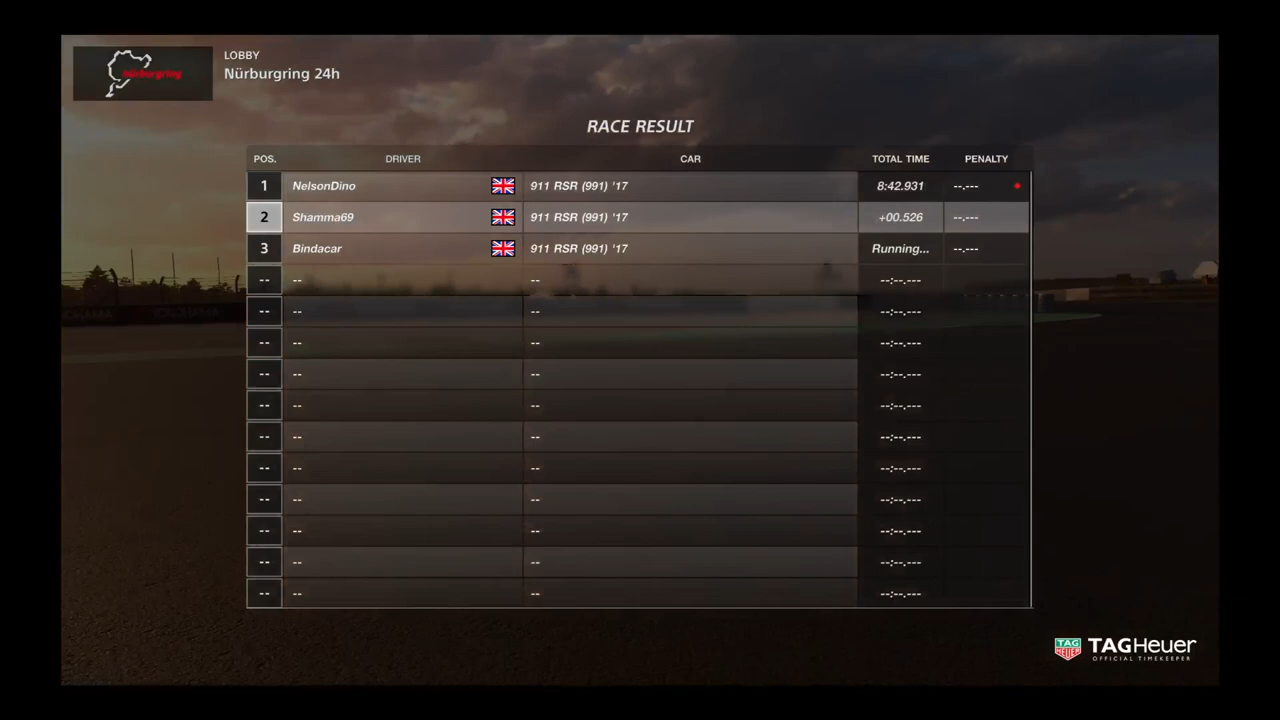 LOBBY
Nürburgring 24h
nürburgring
RACE RESULT
POS. DRIVER CAR TOTAL TIME PENALTY
1 NelsonDino 911 RSR (991) '17 8:42.931 --.---
2 Shamma69 911 RSR (991) '17 +00.526 --.---
3 Bindacar 911 RSR (991) '17 Running... --.---
-- -- -- --:--.---
-- -- -- --:--.---
-- -- -- --:--.---
-- -- -- --:--.---
-- -- -- --:--.---
-- -- -- --:--.---
-- -- -- --:--.---
-- -- -- --:--.---
-- -- -- --:--.---
-- -- -- --:--.---
-- -- -- --:--.---
TAG HEUER
TAGHeuer
OFFICIAL TIMEKEEPER